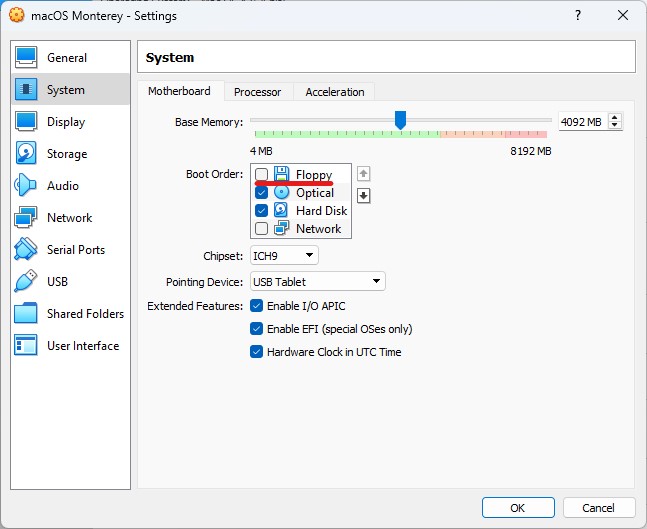 macOS Monterey - Settings
?
General
System
Display
Storage
Audio
Network
Serial Ports
USB
Shared Folders
User Interface
System
Motherboard Processor Acceleration
Base Memory: 4092 MB
4 MB 8192 MB
Boot Order: Floppy
Optical
Hard Disk
Network
Chipset: ICH9
Pointing Device: USB Tablet
Extended Features: Enable I/O APIC
Enable EFI (special OSes only)
Hardware Clock in UTC Time
OK Cancel